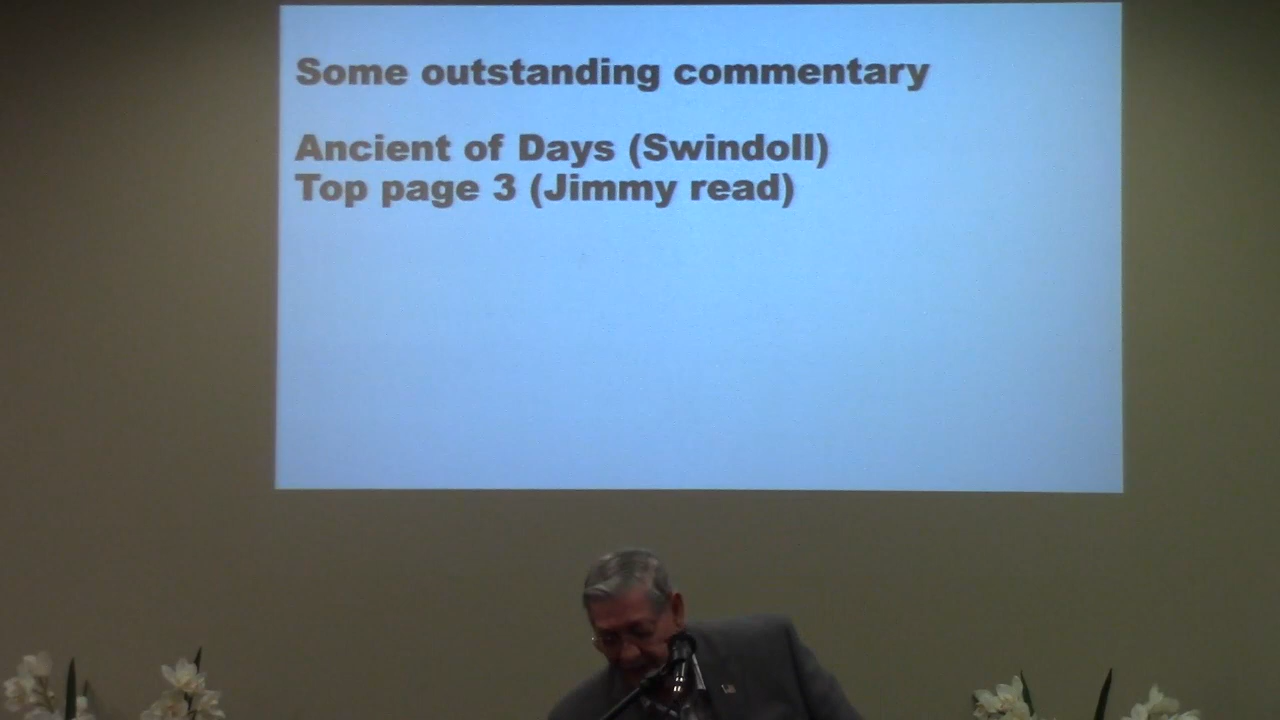 Some outstanding commentary
Ancient of Days (Swindoll)
Top page 3 (Jimmy read)